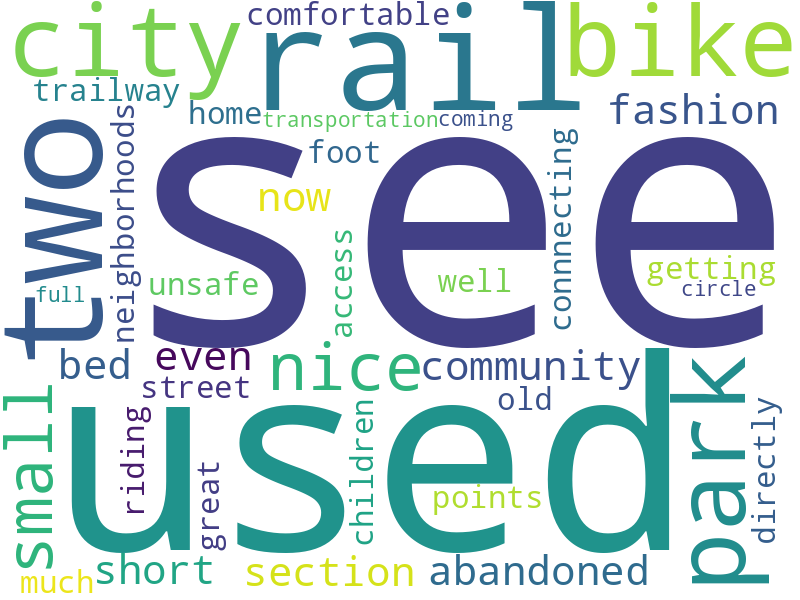 city
comfortable
rail
bike
trailway
home
transportation
coming
fashion
two
neighborhoods
foot
see
now
connnecting
access
full
unsafe
well
getting
circle
bed
even
street
nice
community
old
park
small
used
riding
great
children
points
directly
much
short
section
abandoned